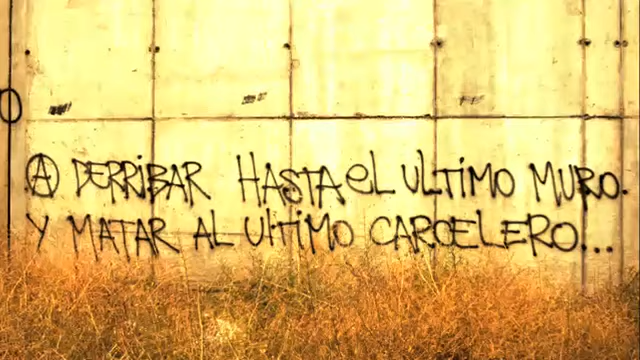 Ⓐ DERRiBAR HASTA eL ULTiMO MURO.
Y MATAR AL UltiMO CARCELERO...